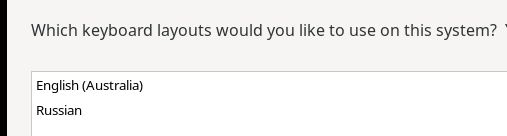 Which keyboard layouts would you like to use on this system?
English (Australia)
Russian